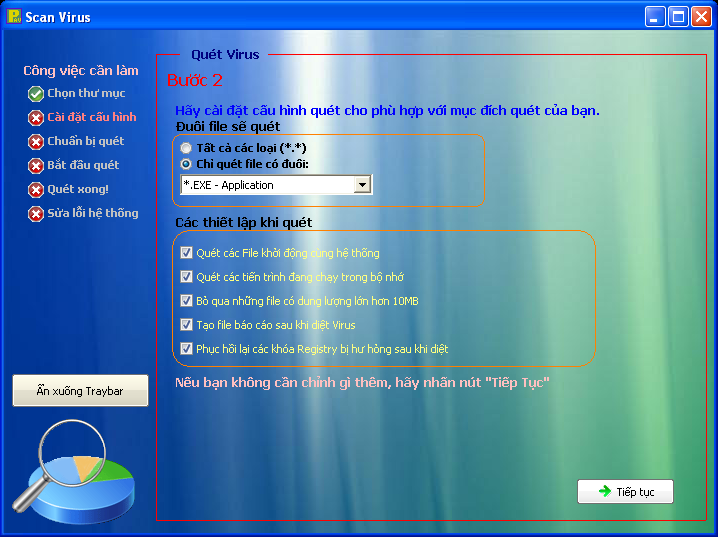 Scan Virus
Công việc cần làm
Chọn thư mục
Cài đặt cấu hình
Chuẩn bị quét
Bắt đầu quét
Quét xong!
Sửa lỗi hệ thống
Ẩn xuống Traybar
Quét Virus
Bước 2
Hãy cài đặt cấu hình quét cho phù hợp với mục đích quét của bạn.
Đuôi file sẽ quét
Tất cả các loại (*.*)
Chỉ quét file có đuôi:
*.EXE - Application
Các thiết lập khi quét
Quét các File khởi động cùng hệ thống
Quét các tiến trình đang chạy trong bộ nhớ
Bỏ qua những file có dung lượng lớn hơn 10MB
Tạo file báo cáo sau khi diệt Virus
Phục hồi lại các khóa Registry bị hư hỏng sau khi diệt
Nếu bạn không cần chỉnh gì thêm, hãy nhấn nút "Tiếp Tục"
Tiếp tục